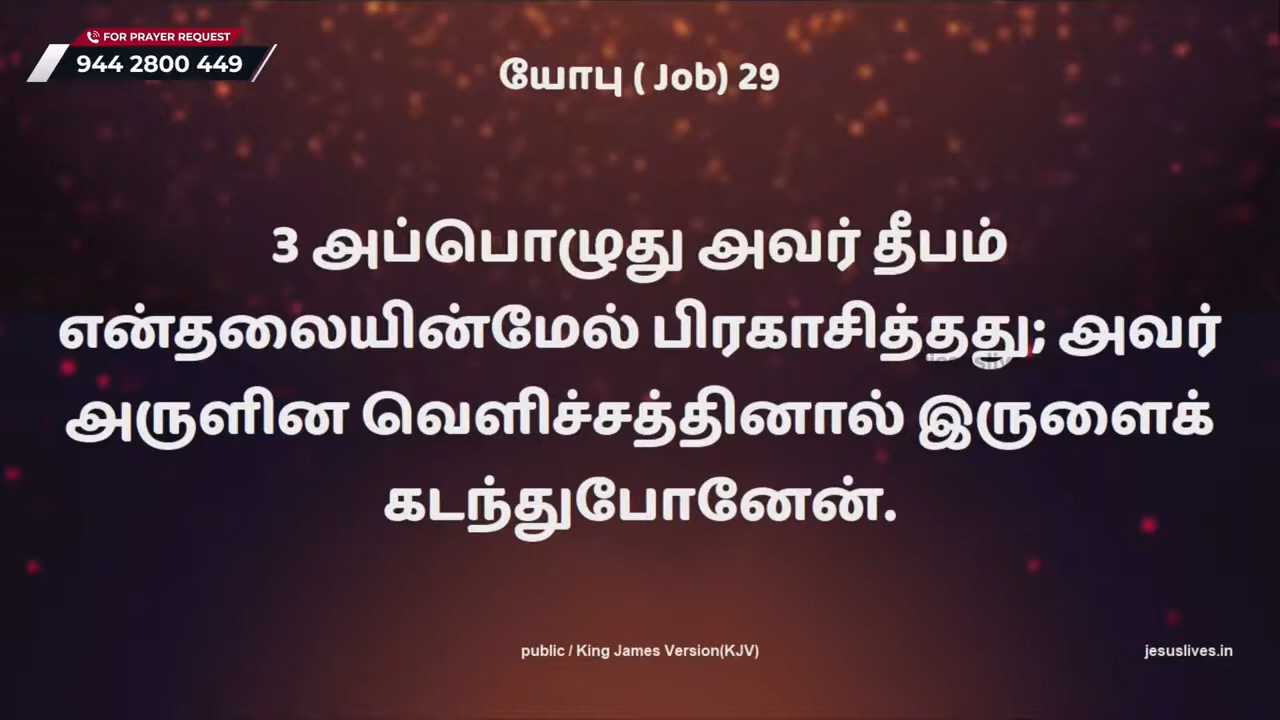 FOR PRAYER REQUEST
944 2800 449
யோபு ( Job) 29
3 அப்பொழுது அவர் தீபம்
என்தலையின்மேல் பிரகாசித்தது; அவர்
அருளின வெளிச்சத்தினால் இருளைக்
கடந்துபோனேன்.
public / King James Version(KJV)
jesuslives.in